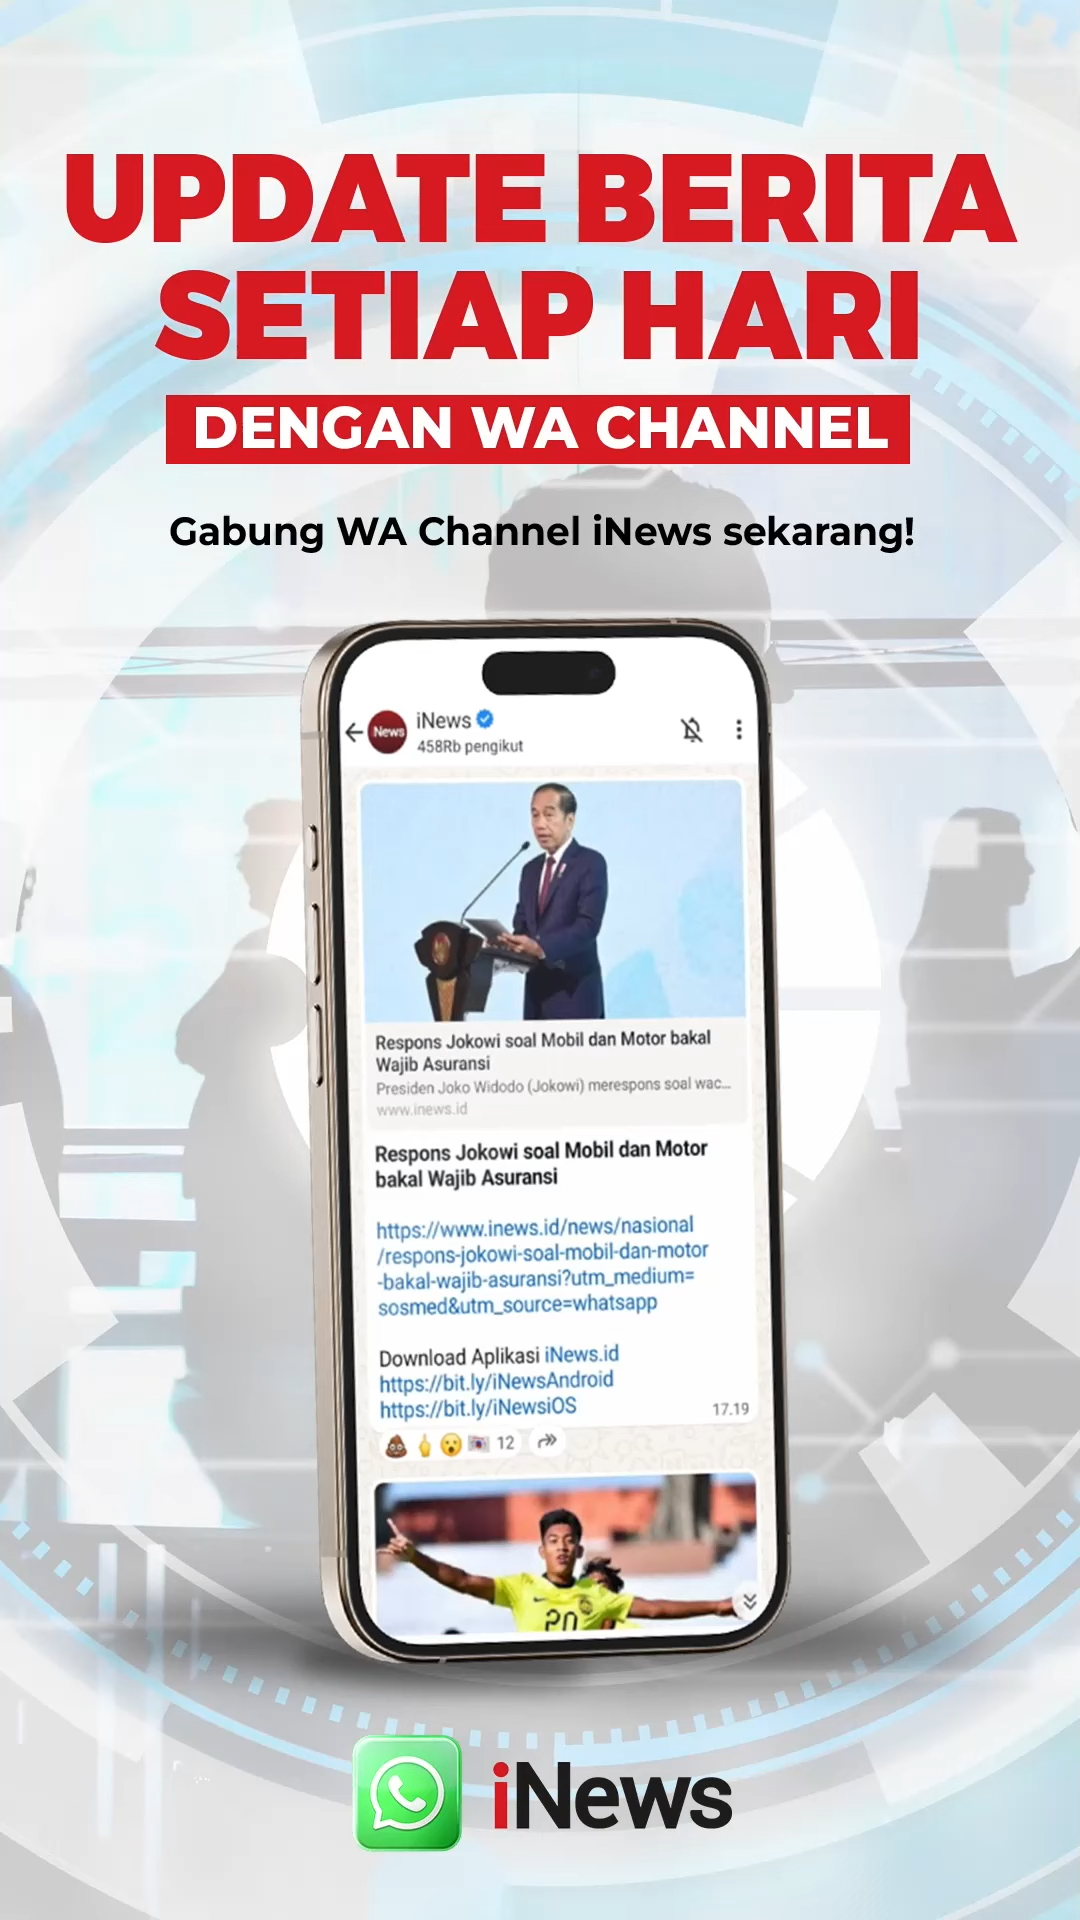 UPDATE BERITA
SETIAP HARI
DENGAN WA CHANNEL
Gabung WA Channel iNews sekarang!
iNews
458Rb pengikut
iNews
Respons Jokowi soal Mobil dan Motor bakal
Wajib Asuransi
Presiden Joko Widodo (Jokowi) merespons soal wac...
www.inews.id
Respons Jokowi soal Mobil dan Motor
bakal Wajib Asuransi
https://www.inews.id/news/nasional
/respons-jokowi-soal-mobil-dan-motor
-bakal-wajib-asuransi?utm_medium=
sosmed&utm_source=whatsapp
Download Aplikasi iNews.id
https://bit.ly/iNewsAndroid
https://bit.ly/iNewsiOS
17.19
12
20
iNews